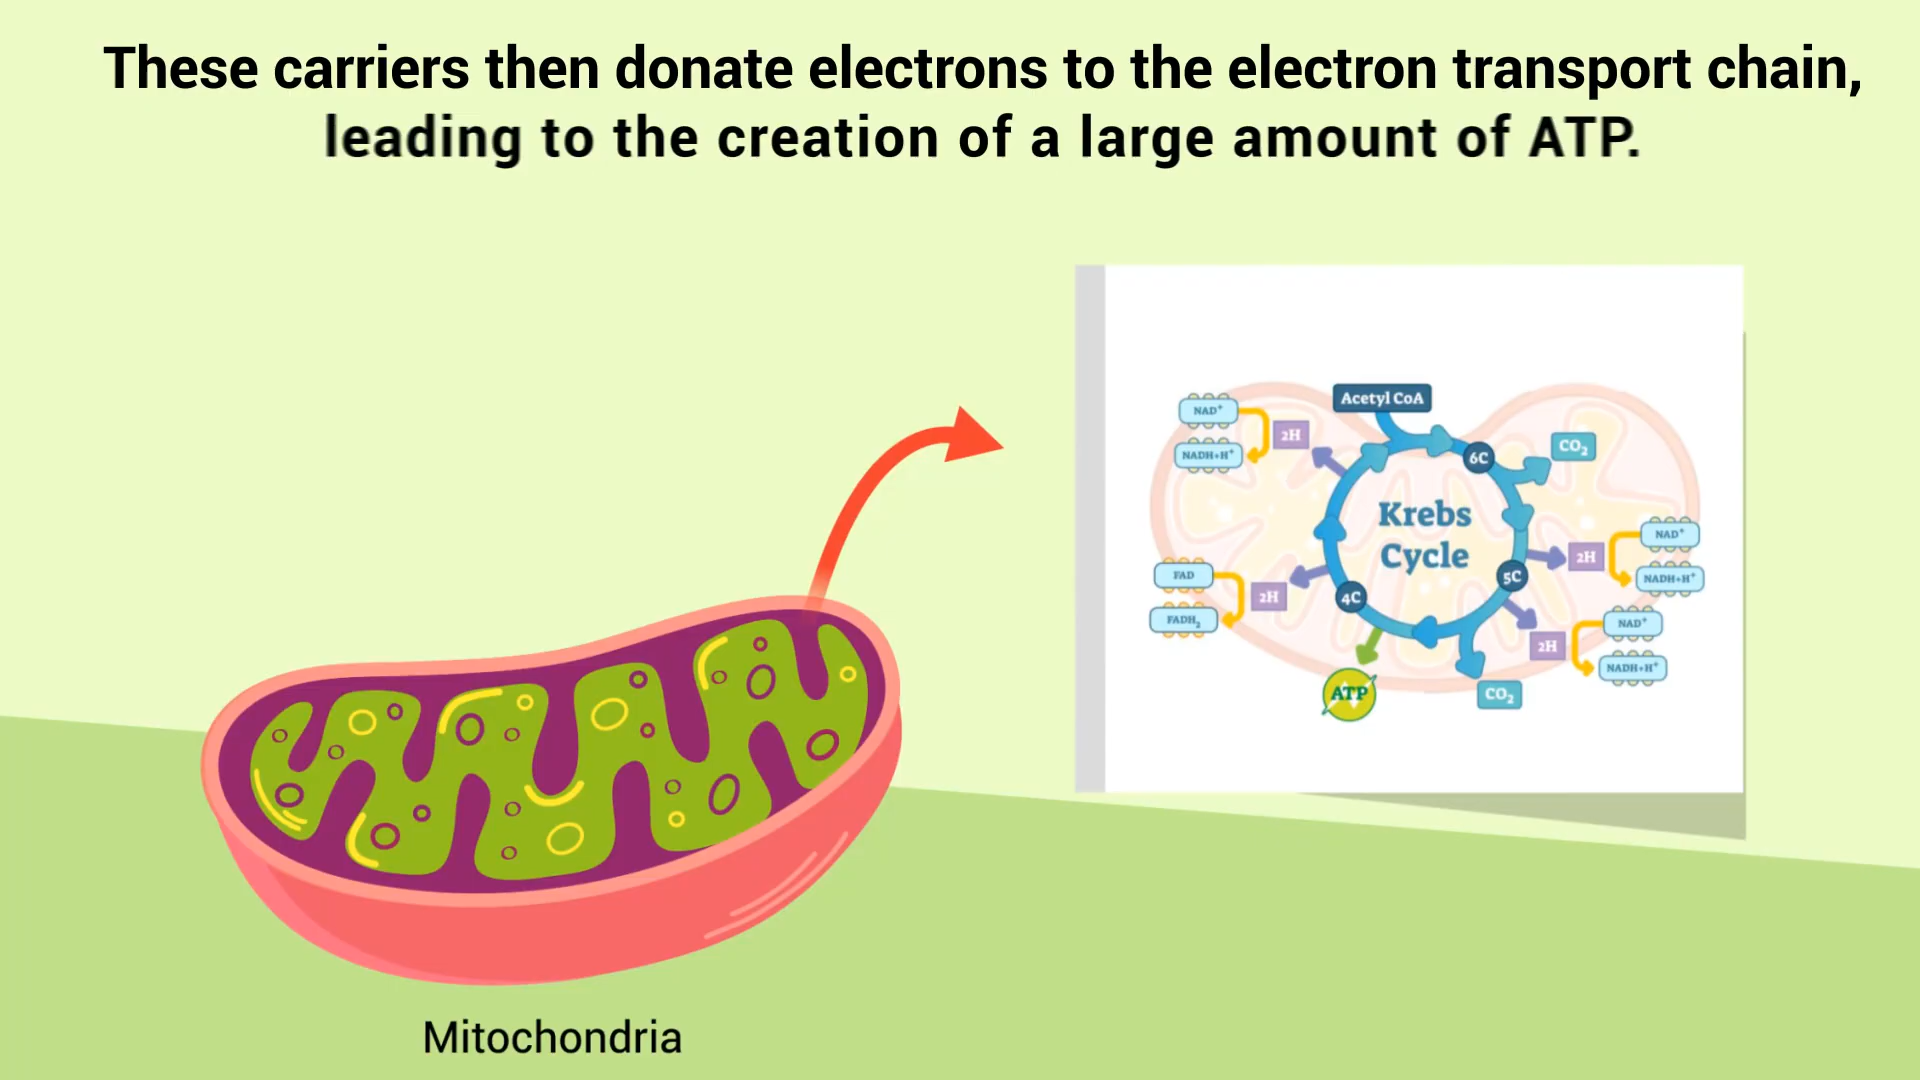 These carriers then donate electrons to the electron transport chain,
leading to the creation of a large amount of ATP.
Acetyl CoA
NAD⁺
2H
NADH+H⁺
6C
CO₂
Krebs
Cycle
NAD⁺
2H
NADH+H⁺
5C
FAD
2H
FADH₂
4C
NAD⁺
2H
NADH+H⁺
ATP
CO₂
Mitochondria